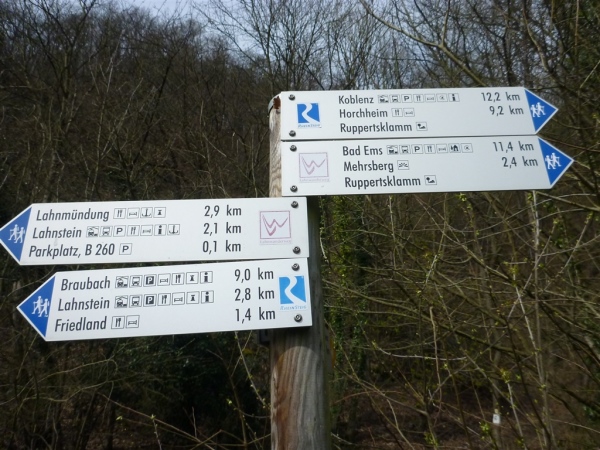 Koblenz P i 12,2 km
Horchheim 9,2 km
Ruppertsklamm
Bad Ems P i 11,4 km
Mehrsberg 2,4 km
Ruppertsklamm
Lahnmündung 2,9 km
Lahnstein P i 2,1 km
Parkplatz, B 260 P 0,1 km
Braubach P i 9,0 km
Lahnstein P i 2,8 km
Friedland 1,4 km